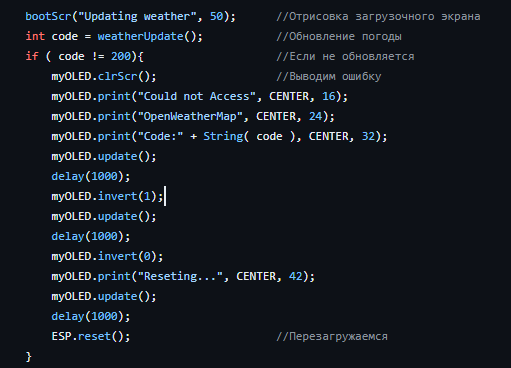 bootScr("Updating weather", 50);      //Отрисовка загрузочного экрана
int code = weatherUpdate();           //Обновление погоды
if ( code != 200){                    //Если не обновляется
    myOLED.clrScr();                  //Выводим ошибку
    myOLED.print("Could not Access", CENTER, 16);
    myOLED.print("OpenWeatherMap", CENTER, 24);
    myOLED.print("Code:" + String( code ), CENTER, 32);
    myOLED.update();
    delay(1000);
    myOLED.invert(1);
    myOLED.update();
    delay(1000);
    myOLED.invert(0);
    myOLED.print("Reseting...", CENTER, 42);
    myOLED.update();
    delay(1000);
    ESP.reset();                      //Перезагружаемся
}